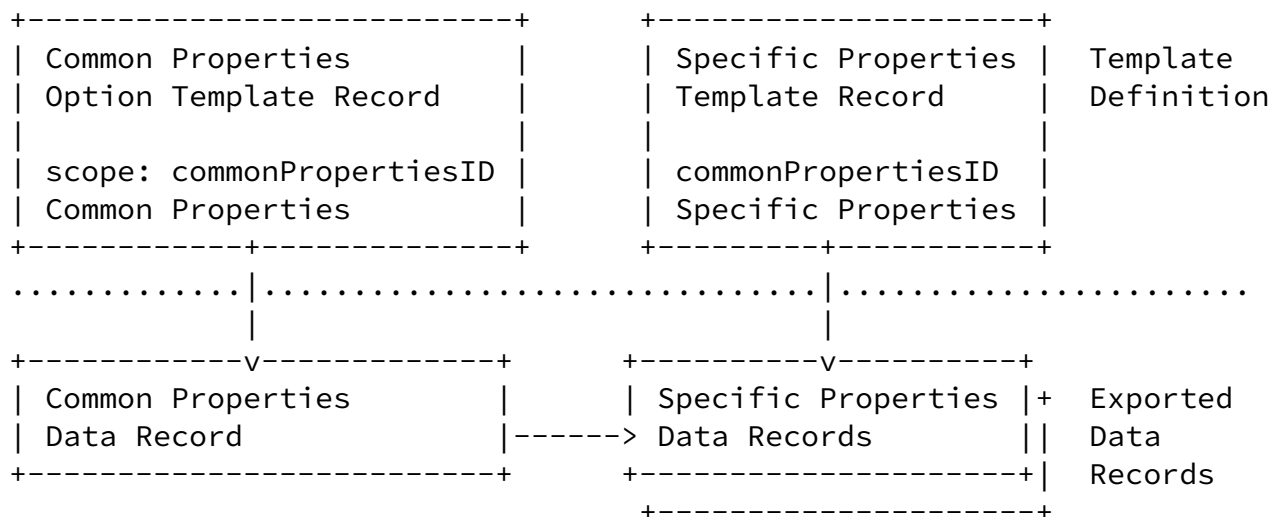 Common Properties
Option Template Record
scope: commonPropertiesID
Common Properties
Specific Properties
Template Record
commonPropertiesID
Specific Properties
Template
Definition
Common Properties
Data Record
Specific Properties
Data Records
Exported
Data
Records